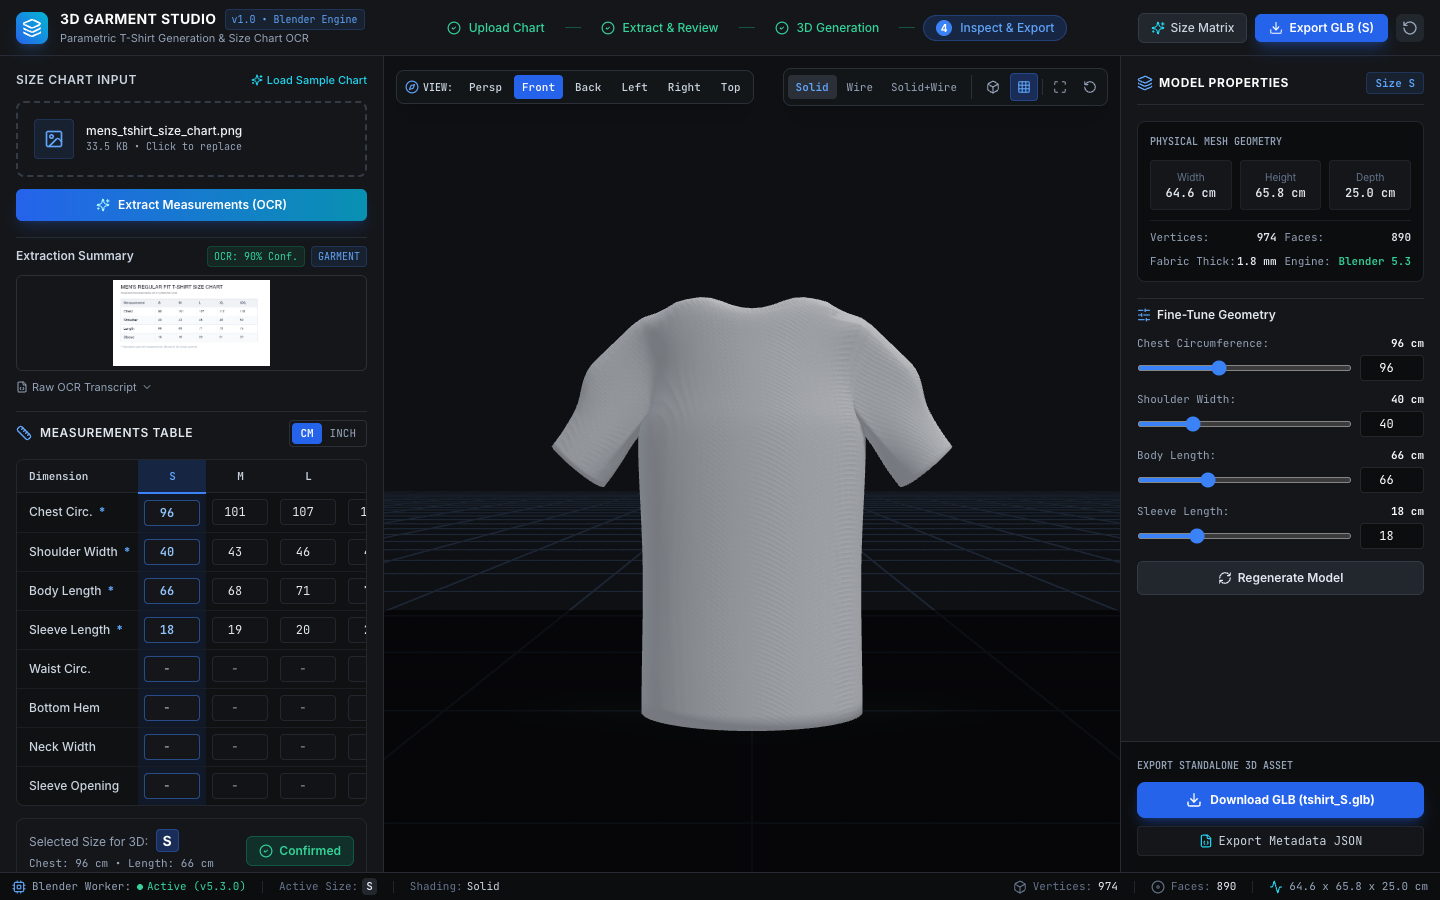 3D GARMENT STUDIO v1.0 • Blender Engine
Parametric T-Shirt Generation & Size Chart OCR
Upload Chart
Extract & Review
3D Generation
4 Inspect & Export
Size Matrix
Export GLB (S)
SIZE CHART INPUT
Load Sample Chart
mens_tshirt_size_chart.png
33.5 KB • Click to replace
Extract Measurements (OCR)
Extraction Summary
OCR: 90% Conf.
GARMENT
MEN'S REGULAR FIT T-SHIRT SIZE CHART
Raw OCR Transcript
MEASUREMENTS TABLE
CM INCH
Dimension S M L
Chest Circ. * 96 101 107 1
Shoulder Width * 40 43 46
Body Length * 66 68 71
Sleeve Length * 18 19 20
Waist Circ. - - -
Bottom Hem - - -
Neck Width - - -
Sleeve Opening - - -
Selected Size for 3D: S
Chest: 96 cm • Length: 66 cm
Confirmed
VIEW: Persp Front Back Left Right Top
Solid Wire Solid+Wire
MODEL PROPERTIES
Size S
PHYSICAL MESH GEOMETRY
Width Height Depth
64.6 cm 65.8 cm 25.0 cm
Vertices: 974 Faces: 890
Fabric Thick: 1.8 mm Engine: Blender 5.3
Fine-Tune Geometry
Chest Circumference: 96 cm
96
Shoulder Width: 40 cm
40
Body Length: 66 cm
66
Sleeve Length: 18 cm
18
Regenerate Model
EXPORT STANDALONE 3D ASSET
Download GLB (tshirt_S.glb)
Export Metadata JSON
Blender Worker: Active (v5.3.0) Active Size: S Shading: Solid
Vertices: 974 Faces: 890 64.6 x 65.8 x 25.0 cm